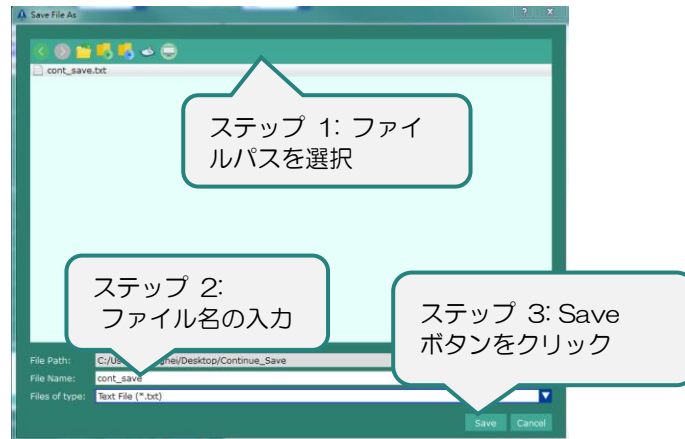 Save File As
cont_save.txt
ステップ 1: ファイ
ルパスを選択
ステップ 2:
ファイル名の入力
ステップ 3: Save
ボタンをクリック
File Path:
/Desktop/Continue_Save
File Name:
cont_save
Files of type:
Text File (*.txt)
Save
Cancel